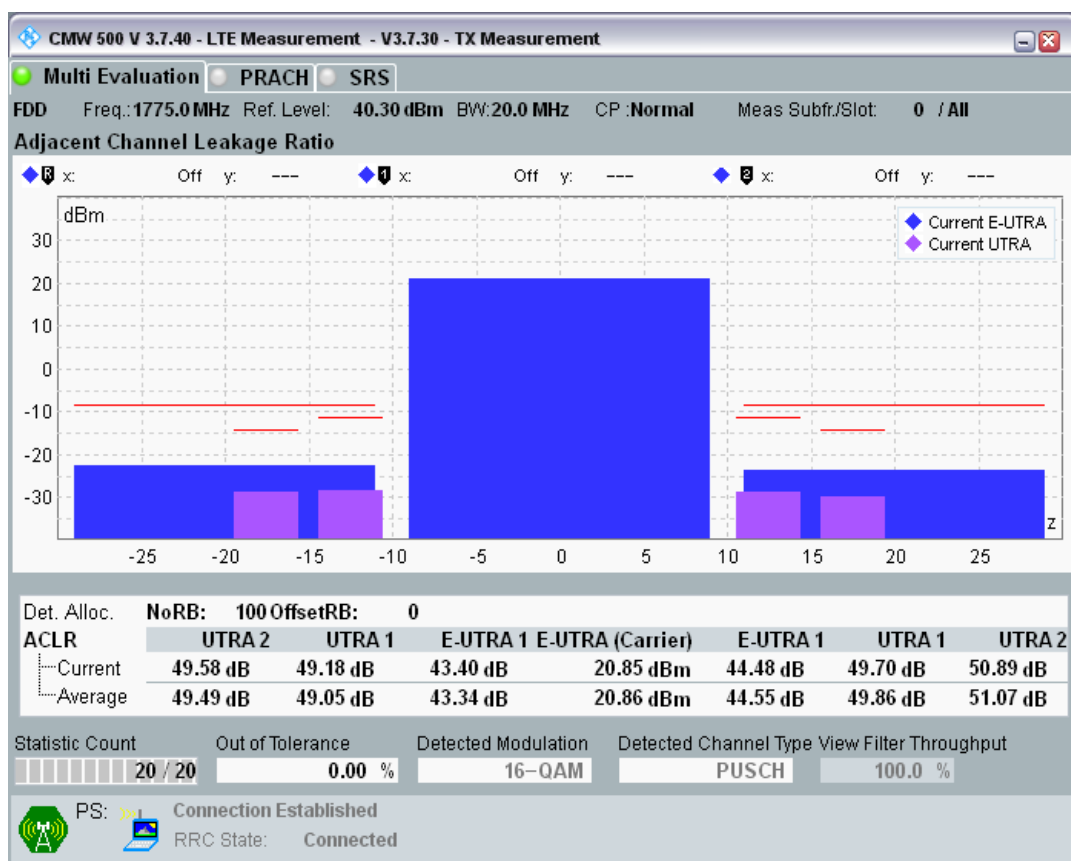 CMW 500 V 3.7.40 - LTE Measurement - V3.7.30 - TX Measurement
Multi Evaluation PRACH SRS
FDD Freq.: 1775.0 MHz Ref. Level: 40.30 dBm BW: 20.0 MHz CP : Normal Meas Subfr./Slot: 0 / All
Adjacent Channel Leakage Ratio
R x: Off y: --- 1 x: Off y: --- 2 x: Off y: ---
dBm
Current E-UTRA
Current UTRA
30
20
10
0
-10
-20
-30
z
-25 -20 -15 -10 -5 0 5 10 15 20 25
Det. Alloc. NoRB: 100 OffsetRB: 0
ACLR UTRA 2 UTRA 1 E-UTRA 1 E-UTRA (Carrier) E-UTRA 1 UTRA 1 UTRA 2
Current 49.58 dB 49.18 dB 43.40 dB 20.85 dBm 44.48 dB 49.70 dB 50.89 dB
Average 49.49 dB 49.05 dB 43.34 dB 20.86 dBm 44.55 dB 49.86 dB 51.07 dB
Statistic Count Out of Tolerance Detected Modulation Detected Channel Type View Filter Throughput
20 / 20 0.00 % 16-QAM PUSCH 100.0 %
PS: Connection Established
RRC State: Connected